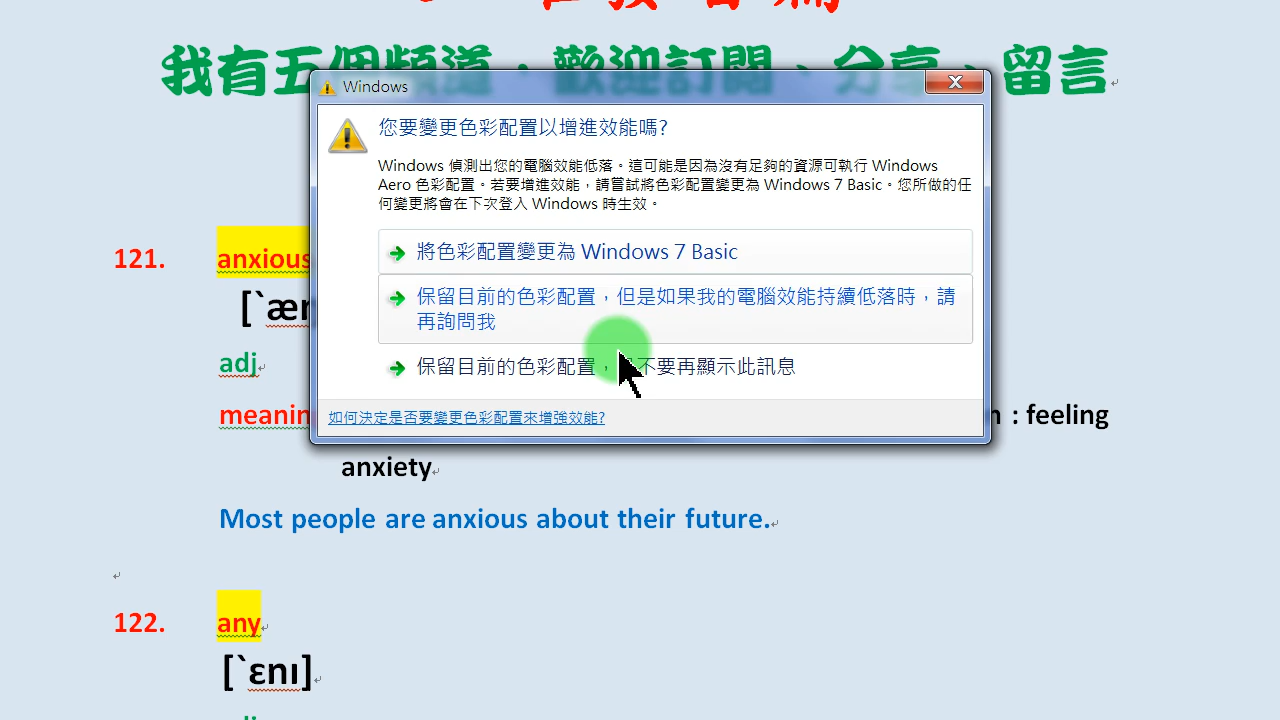 我有五個頻道，歡迎訂閱、分享、留言
Windows
您要變更色彩配置以增進效能嗎?
Windows 偵測出您的電腦效能低落。這可能是因為沒有足夠的資源可執行 Windows
Aero 色彩配置。若要增進效能，請嘗試將色彩配置變更為 Windows 7 Basic。您所做的任
何變更將會在下次登入 Windows 時生效。
將色彩配置變更為 Windows 7 Basic
保留目前的色彩配置，但是如果我的電腦效能持續低落時，請
再詢問我
保留目前的色彩配置，不要再顯示此訊息
如何決定是否要變更色彩配置來增強效能?
121. anxious
[ˋæn
adj
meaning : feeling
anxiety
Most people are anxious about their future.
122. any
[ˋɛnɪ]